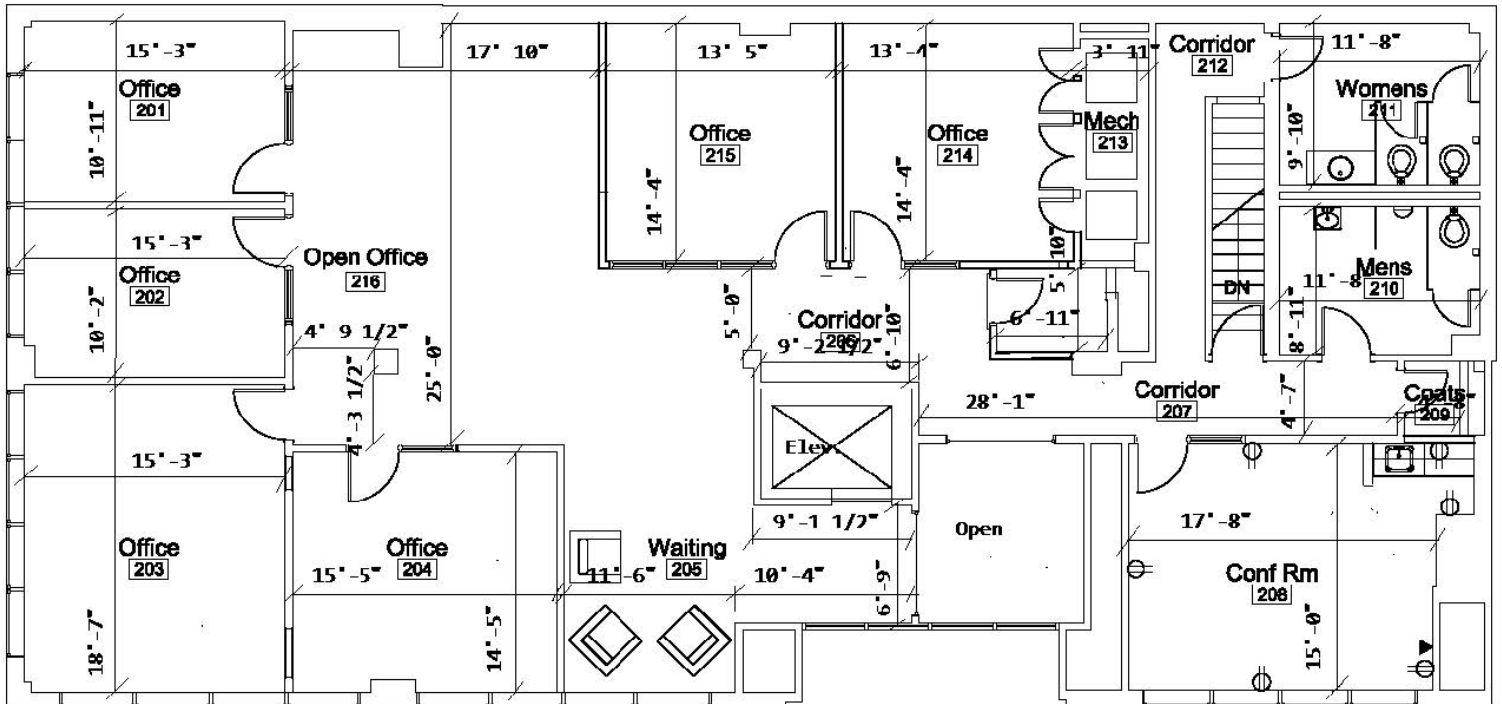 15'-3"
17' 10"
13' 5"
13'-4"
3' 11"
Corridor
212
11'-8"
Office
201
10'-11"
Womens
211
9'-10"
Office
215
14'-4"
Office
214
14'-4"
Mech
213
15'-3"
Office
202
10'-2"
Open Office
216
4' 9 1/2"
4'-3 1/2"
25'-0"
5'-0"
Corridor
206
9'-2 1/2"
6'-10"
5' 10"
6'-11"
DN
Mens
210
11'-8
8'-11"
28'-1"
Corridor
207
4'-7"
Coats
209
15'-3"
Office
203
18'-7"
Office
204
15'-5"
14'-5"
Elev.
9'-1 1/2"
Waiting
205
11'-6"
10'-4"
6'-9"
Open
17'-8"
Conf Rm
208
15'-0"